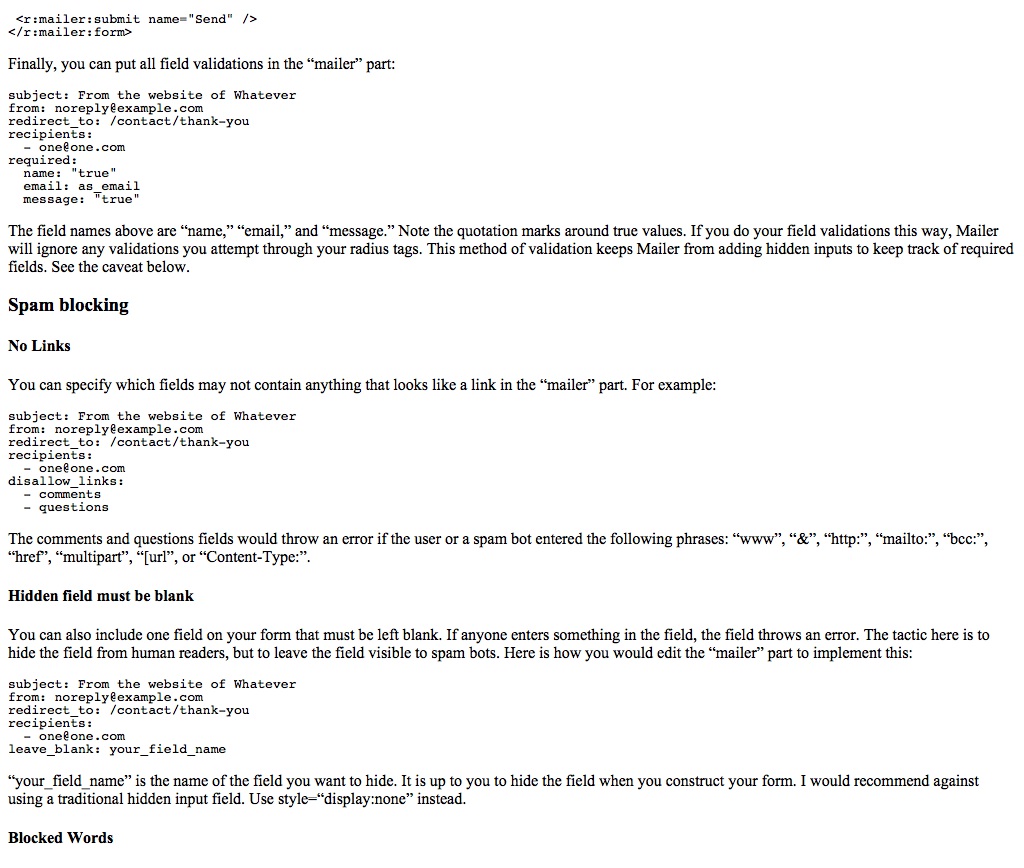 <r:mailer:submit name="Send" />
</r:mailer:form>
Finally, you can put all field validations in the “mailer” part:
subject: From the website of Whatever
from: noreply@example.com
redirect_to: /contact/thank-you
recipients:
  - one@one.com
required:
  name: "true"
  email: as_email
  message: "true"
The field names above are “name,” “email,” and “message.” Note the quotation marks around true values. If you do your field validations this way, Mailer
will ignore any validations you attempt through your radius tags. This method of validation keeps Mailer from adding hidden inputs to keep track of required
fields. See the caveat below.
Spam blocking
No Links
You can specify which fields may not contain anything that looks like a link in the “mailer” part. For example:
subject: From the website of Whatever
from: noreply@example.com
redirect_to: /contact/thank-you
recipients:
  - one@one.com
disallow_links:
  - comments
  - questions
The comments and questions fields would throw an error if the user or a spam bot entered the following phrases: “www”, “&”, “http:”, “mailto:”, “bcc:”,
“href”, “multipart”, “[url”, or “Content-Type:”.
Hidden field must be blank
You can also include one field on your form that must be left blank. If anyone enters something in the field, the field throws an error. The tactic here is to
hide the field from human readers, but to leave the field visible to spam bots. Here is how you would edit the “mailer” part to implement this:
subject: From the website of Whatever
from: noreply@example.com
redirect_to: /contact/thank-you
recipients:
  - one@one.com
leave_blank: your_field_name
“your_field_name” is the name of the field you want to hide. It is up to you to hide the field when you construct your form. I would recommend against
using a traditional hidden input field. Use style=“display:none” instead.
Blocked Words